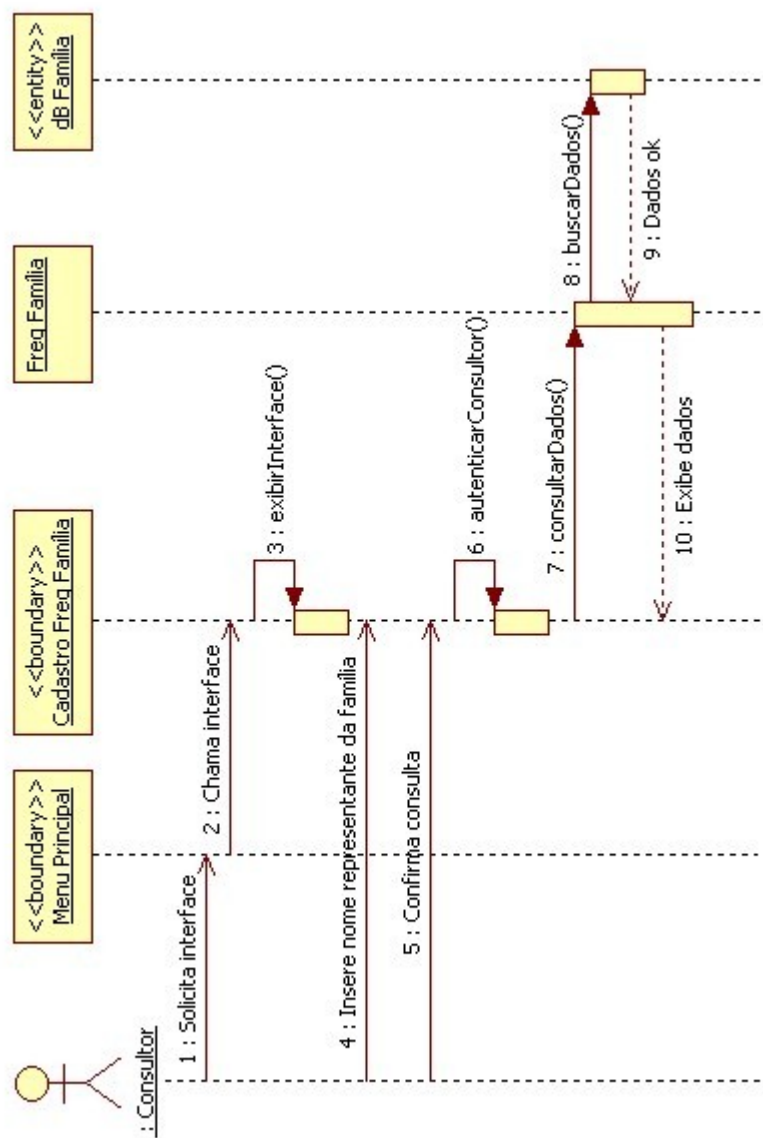 : Consultor
<<boundary>>
Menu Principal
<<boundary>>
Cadastro Freq Família
Freq Família
<<entity>>
dB Família
1 : Solicita interface
2 : Chama interface
3 : exibirInterface()
4 : Insere nome representante da família
5 : Confirma consulta
6 : autenticarConsultor()
7 : consultarDados()
8 : buscarDados()
9 : Dados ok
10 : Exibe dados